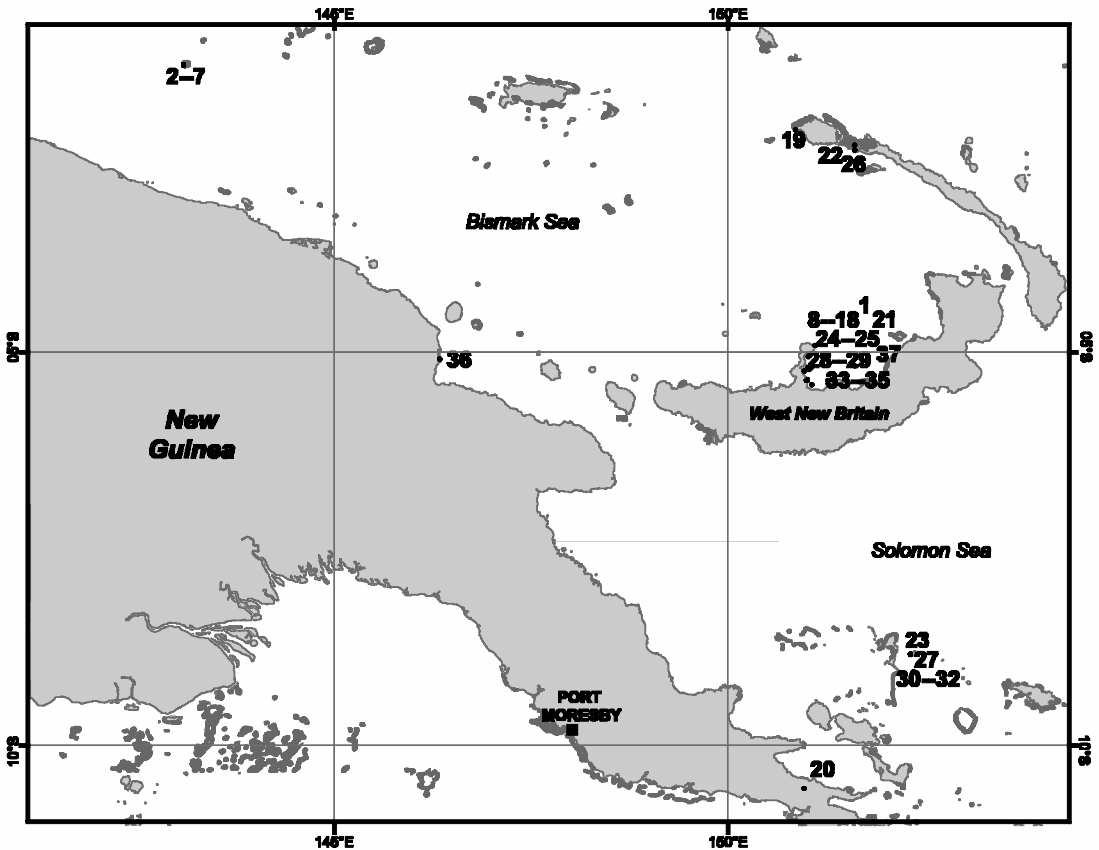 145°E 150°E
2–7
19
22
26
Bismark Sea
1
8–18 21
24–25
05°S 36 37 05°S
28–29
33–35
West New Britain
New
Guinea
Solomon Sea
23
27
30–32
PORT
MORESBY
10°S 10°S
20
145°E 150°E